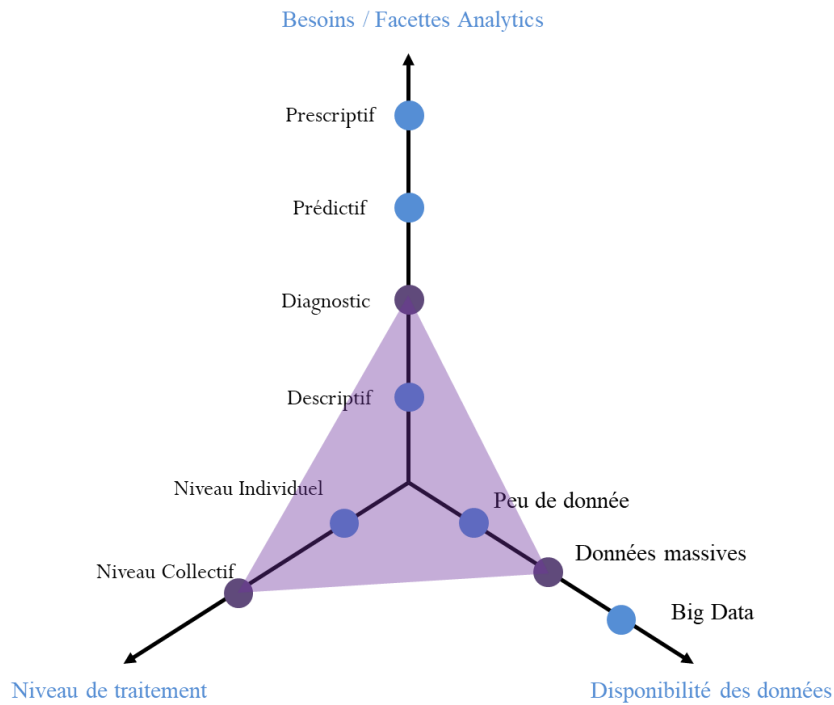 Besoins / Facettes Analytics
Prescriptif
Prédictif
Diagnostic
Descriptif
Niveau Individuel
Peu de donnée
Niveau Collectif
Données massives
Big Data
Niveau de traitement
Disponibilité des données